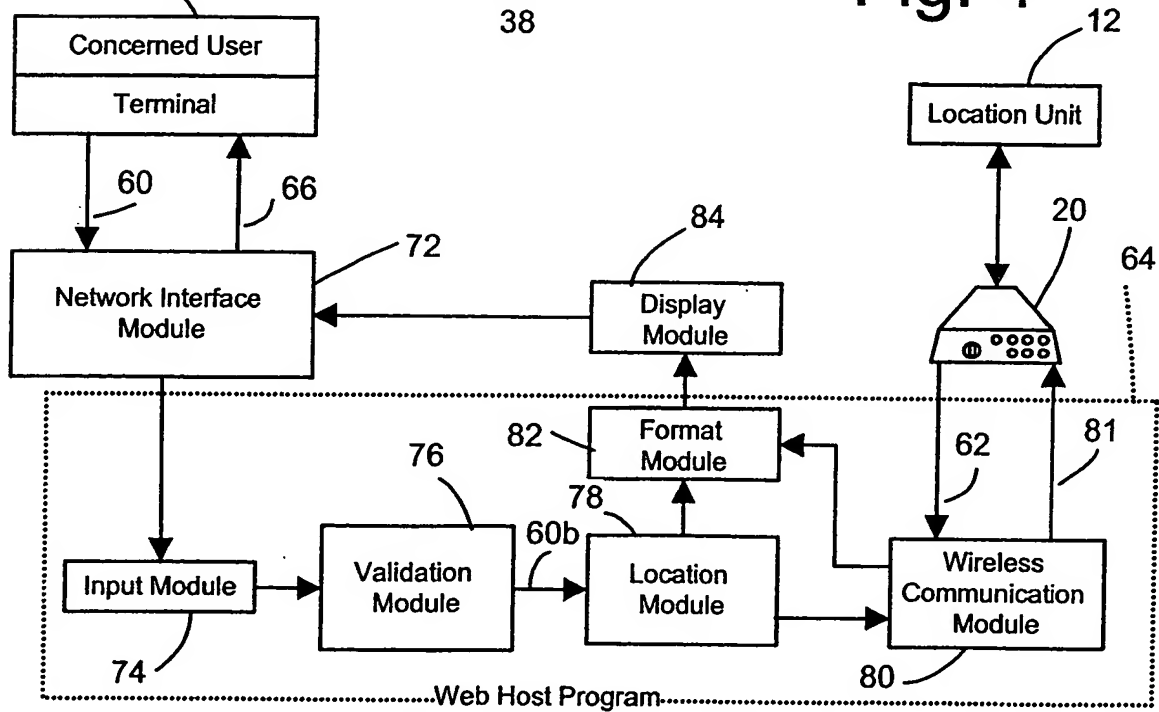 38
12
Concerned User
Terminal
Location Unit
60
66
84
20
72
64
Network Interface
Module
Display
Module
82
Format
Module
62
81
76
78
60b
Input Module
Validation
Module
Location
Module
Wireless
Communication
Module
74
80
Web Host Program